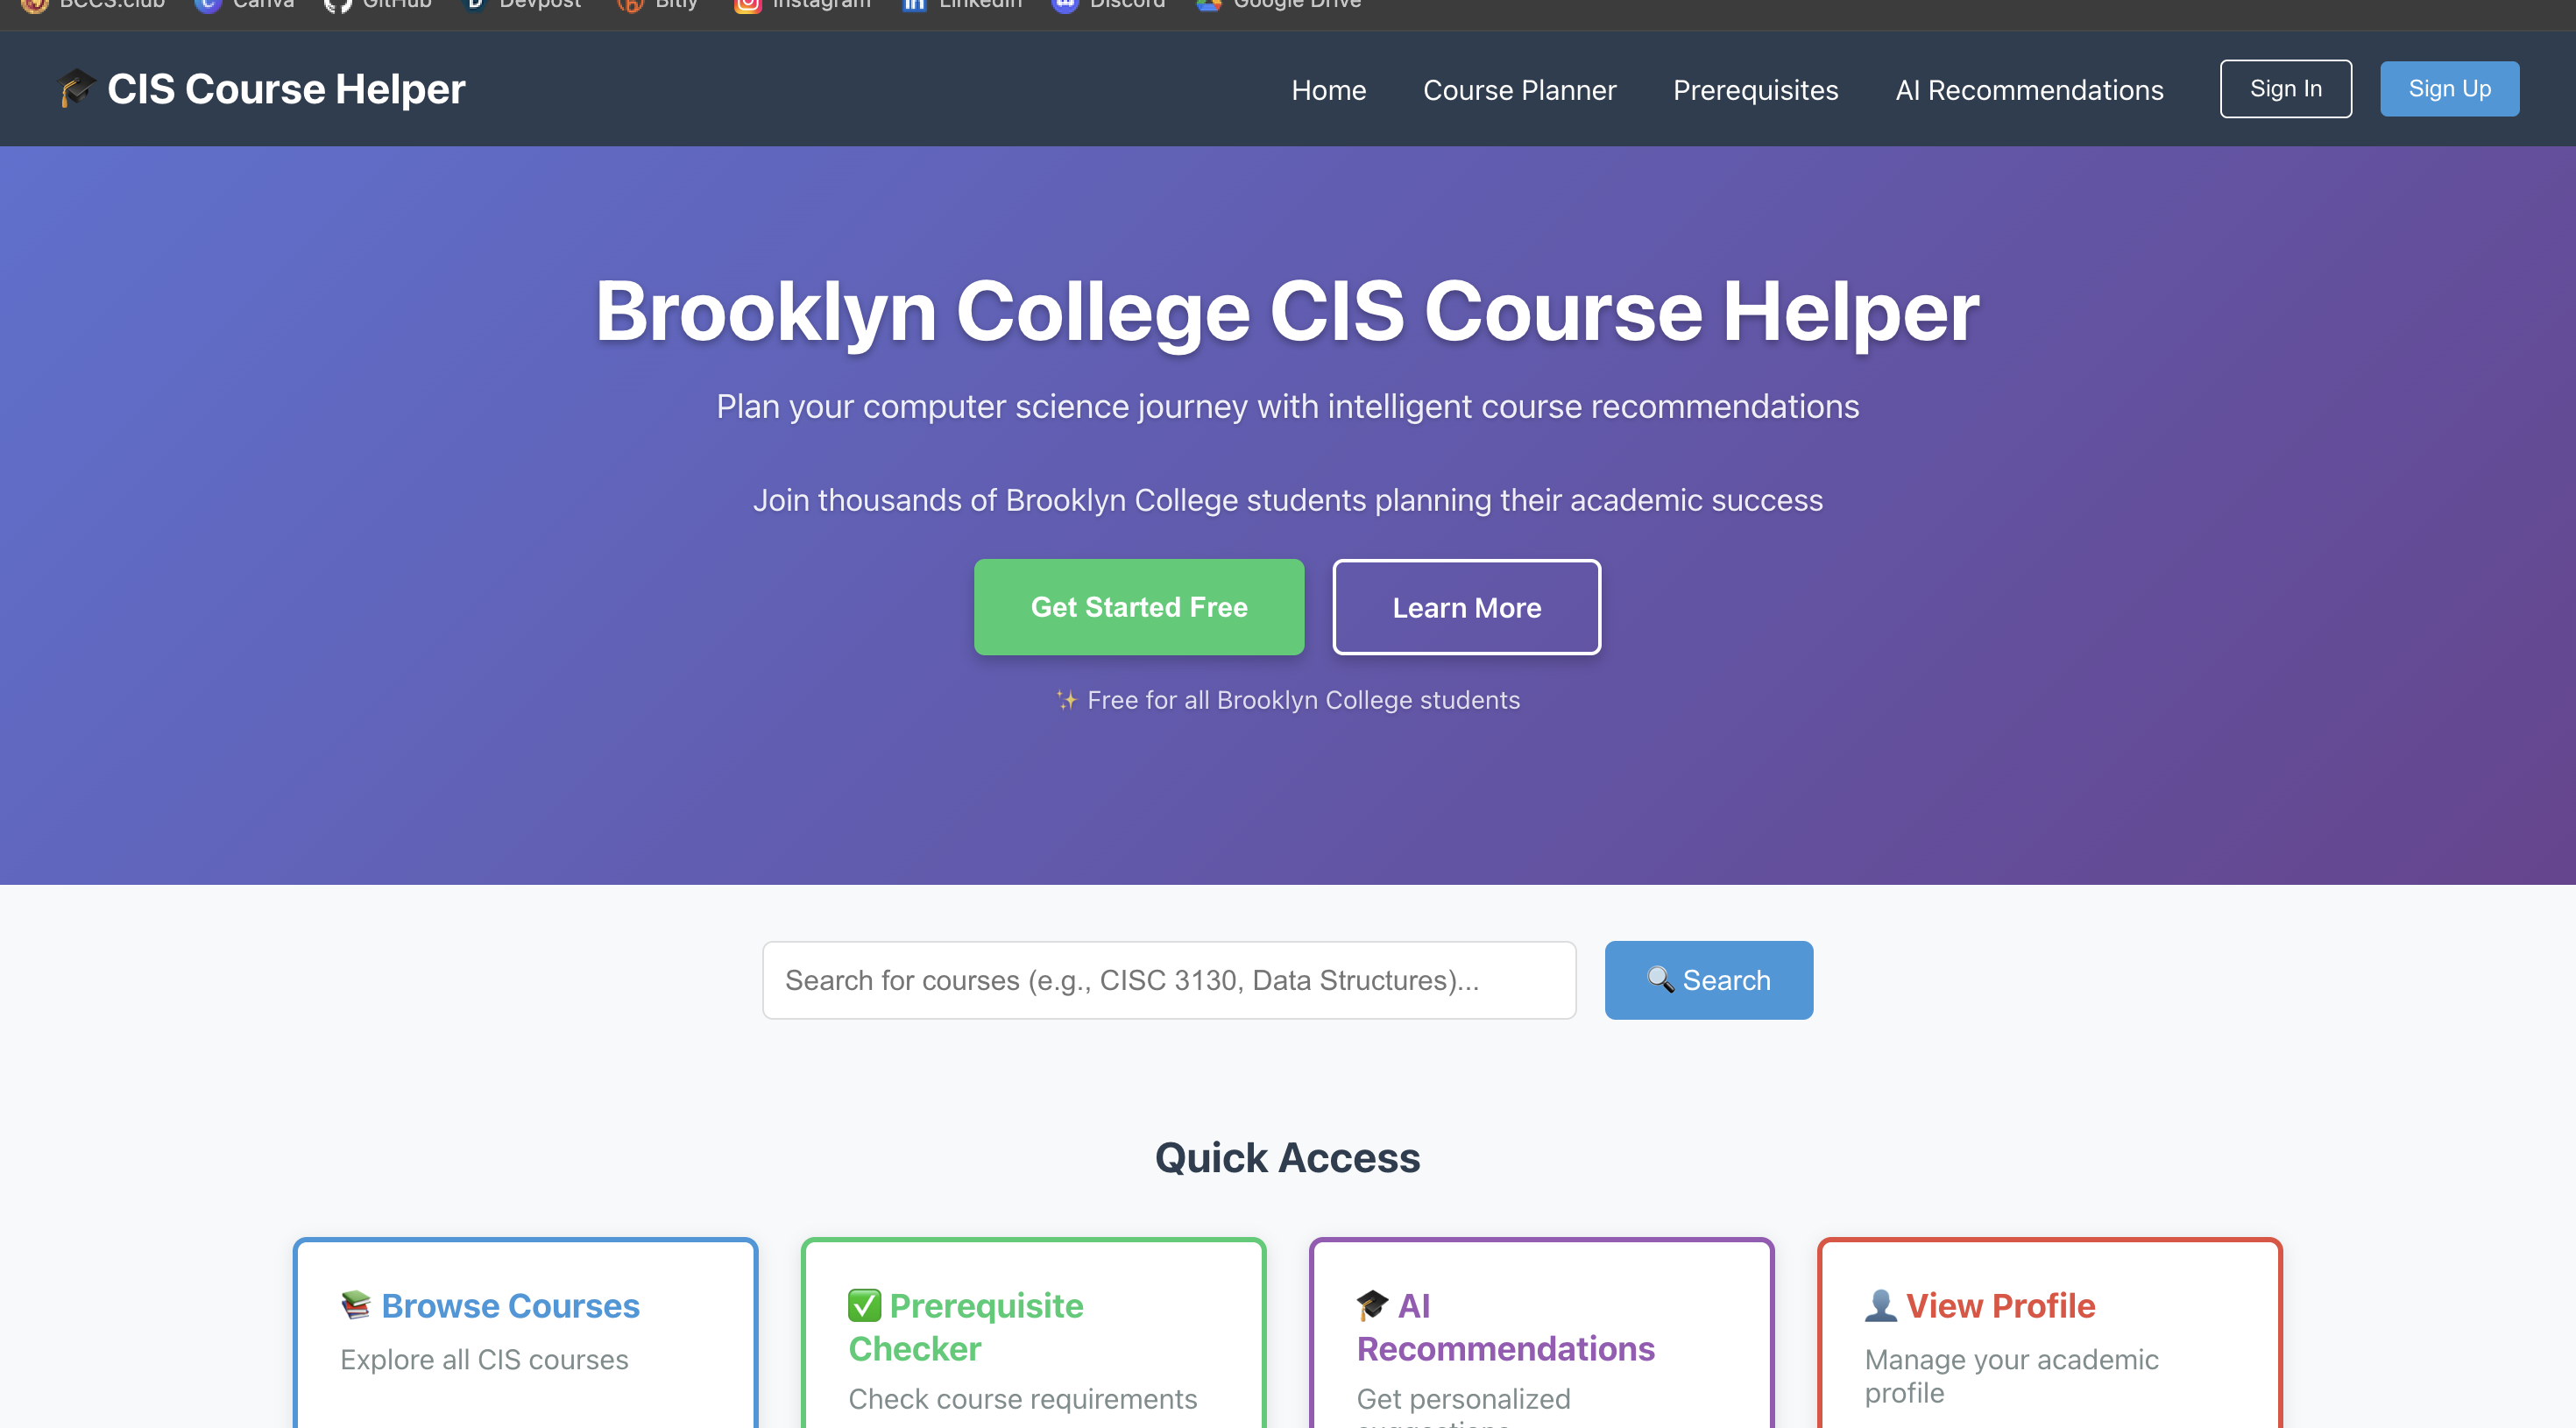 BCCS.club Canva GitHub Devpost Bitly Instagram LinkedIn Discord Google Drive
CIS Course Helper
Home Course Planner Prerequisites AI Recommendations Sign In Sign Up
Brooklyn College CIS Course Helper
Plan your computer science journey with intelligent course recommendations
Join thousands of Brooklyn College students planning their academic success
Get Started Free Learn More
Free for all Brooklyn College students
Search for courses (e.g., CISC 3130, Data Structures)...
Search
Quick Access
Browse Courses
Explore all CIS courses
Prerequisite
Checker
Check course requirements
AI
Recommendations
Get personalized
suggestions
View Profile
Manage your academic
profile